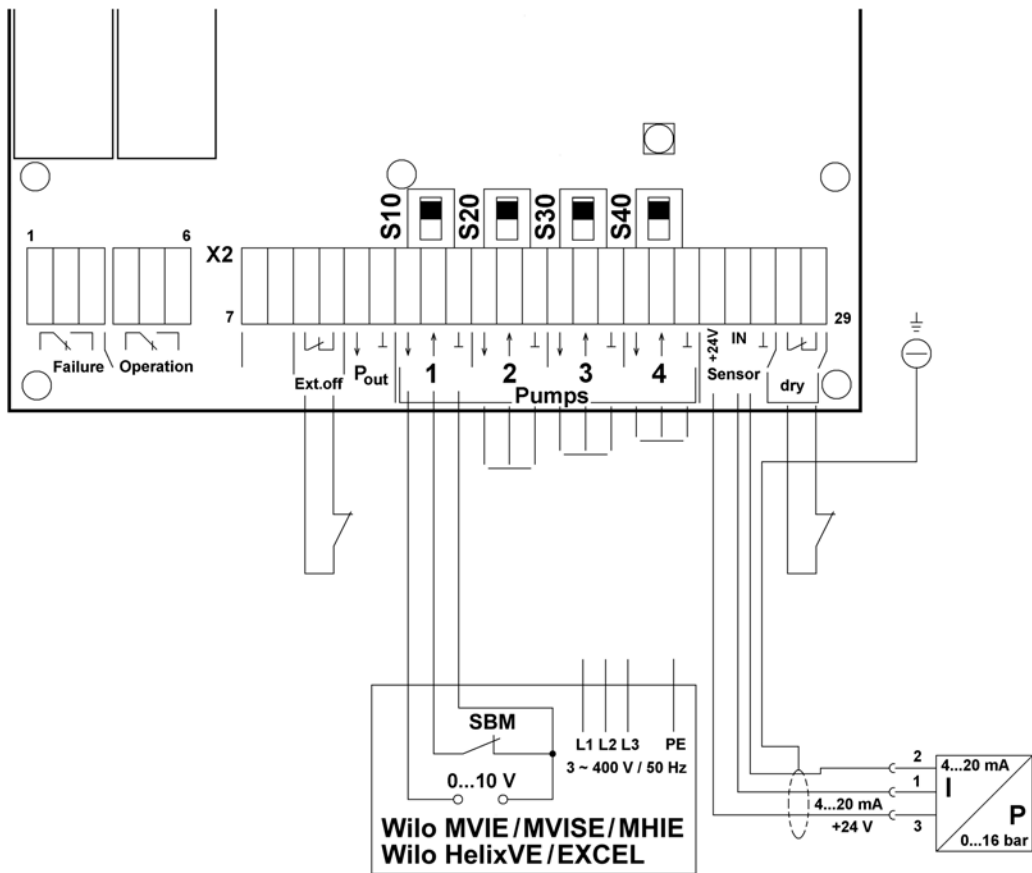 S10
S20
S30
S40
1
6
X2
7
29
Failure
Operation
Ext.off
Pout
1
2
3
4
Pumps
+24V
IN
Sensor
dry
SBM
0...10 V
L1 L2 L3 PE
3 ~ 400 V / 50 Hz
Wilo MVIE / MVISE / MHIE
Wilo HelixVE / EXCEL
2
1
3
4...20 mA
+24 V
4...20 mA
I
P
0...16 bar